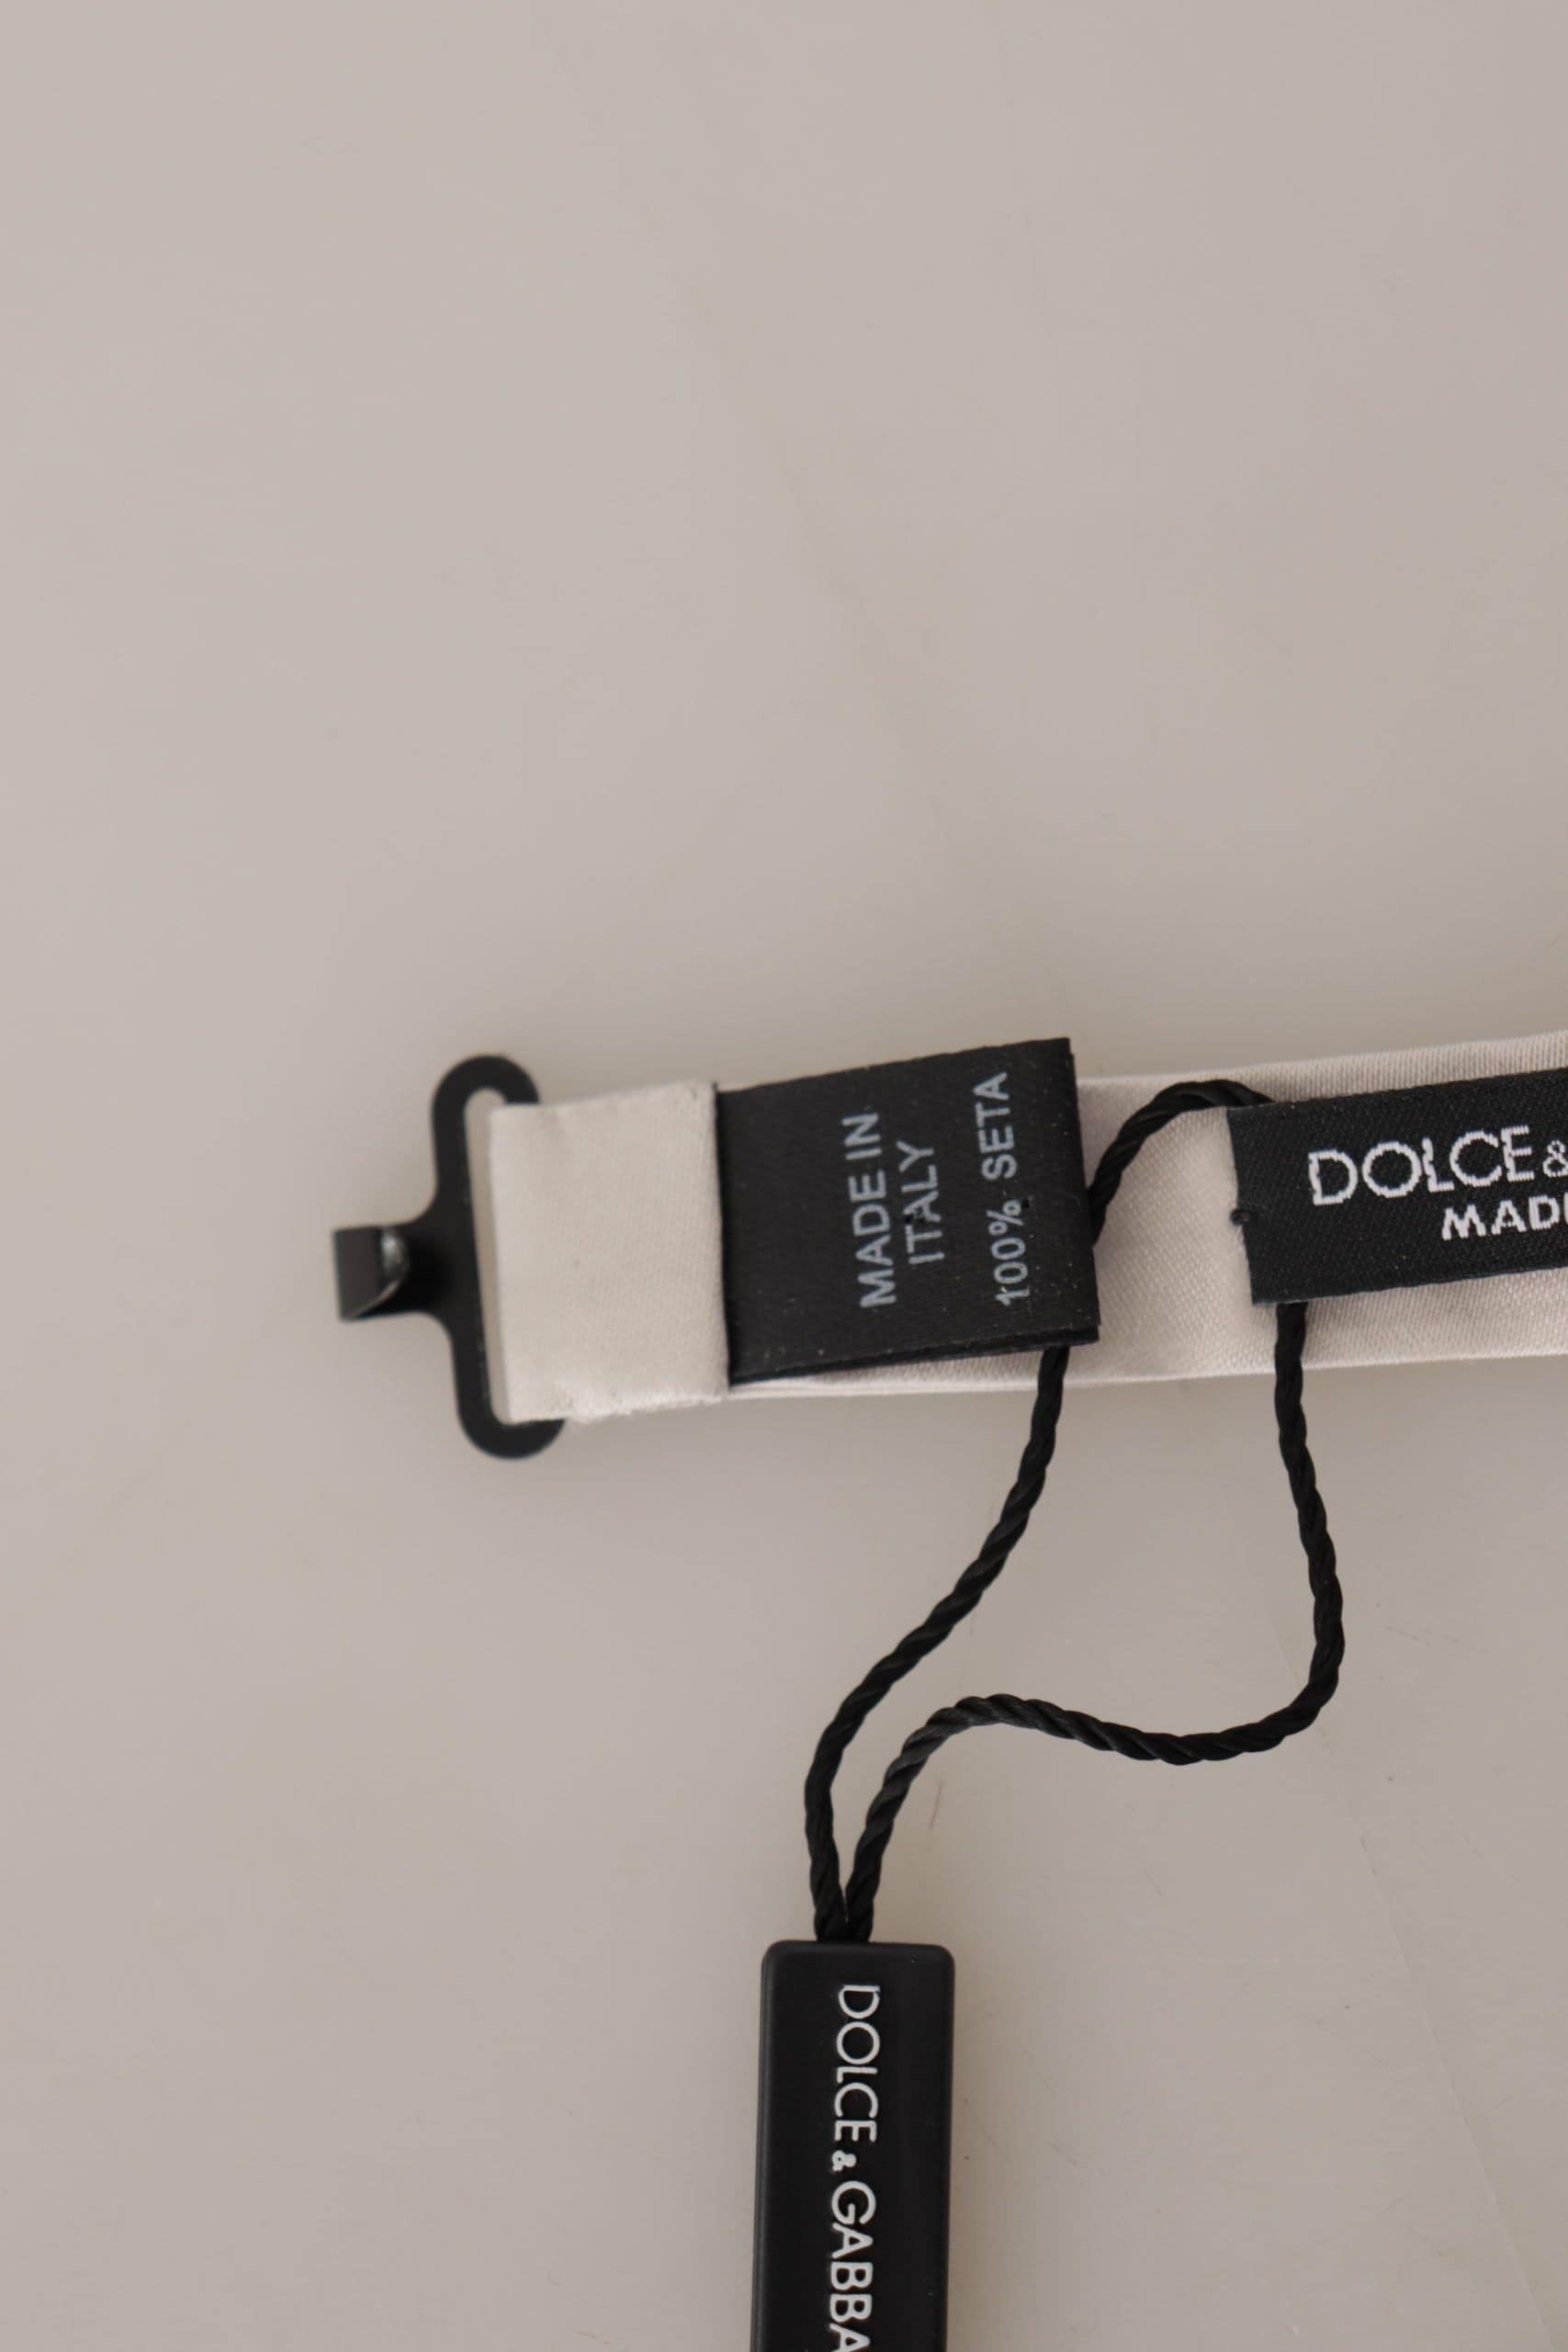 MADE IN
ITALY
100% SETA
DOLCE &
MAD
DOLCE & GABBA